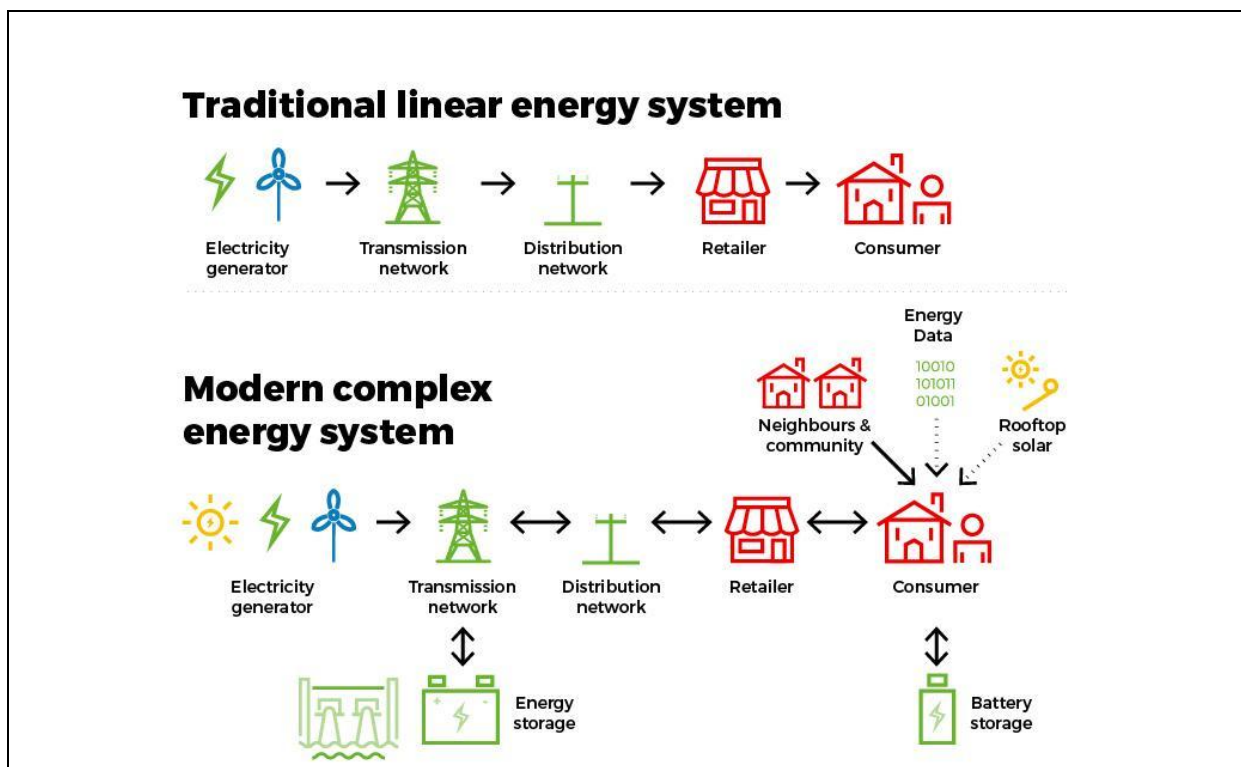 Traditional linear energy system
Electricity
generator
Transmission
network
Distribution
network
Retailer
Consumer
Energy
Data
10010
101011
01001
Neighbours &
community
Rooftop
solar
Modern complex
energy system
Electricity
generator
Transmission
network
Distribution
network
Retailer
Consumer
+ -
Energy
storage
Battery
storage